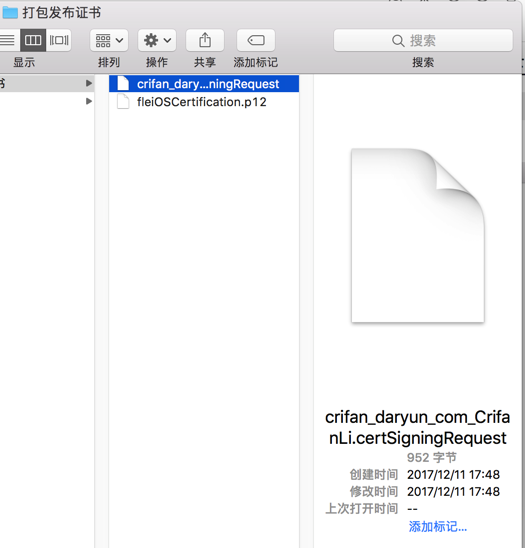 打包发布证书
搜索
显示
排列
操作
共享
添加标记
搜索
书
crifan_dary...ningRequest
fleiOSCertification.p12
crifan_daryun_com_Crifa
nLi.certSigningRequest
952 字节
创建时间 2017/12/11 17:48
修改时间 2017/12/11 17:48
上次打开时间 --
添加标记...